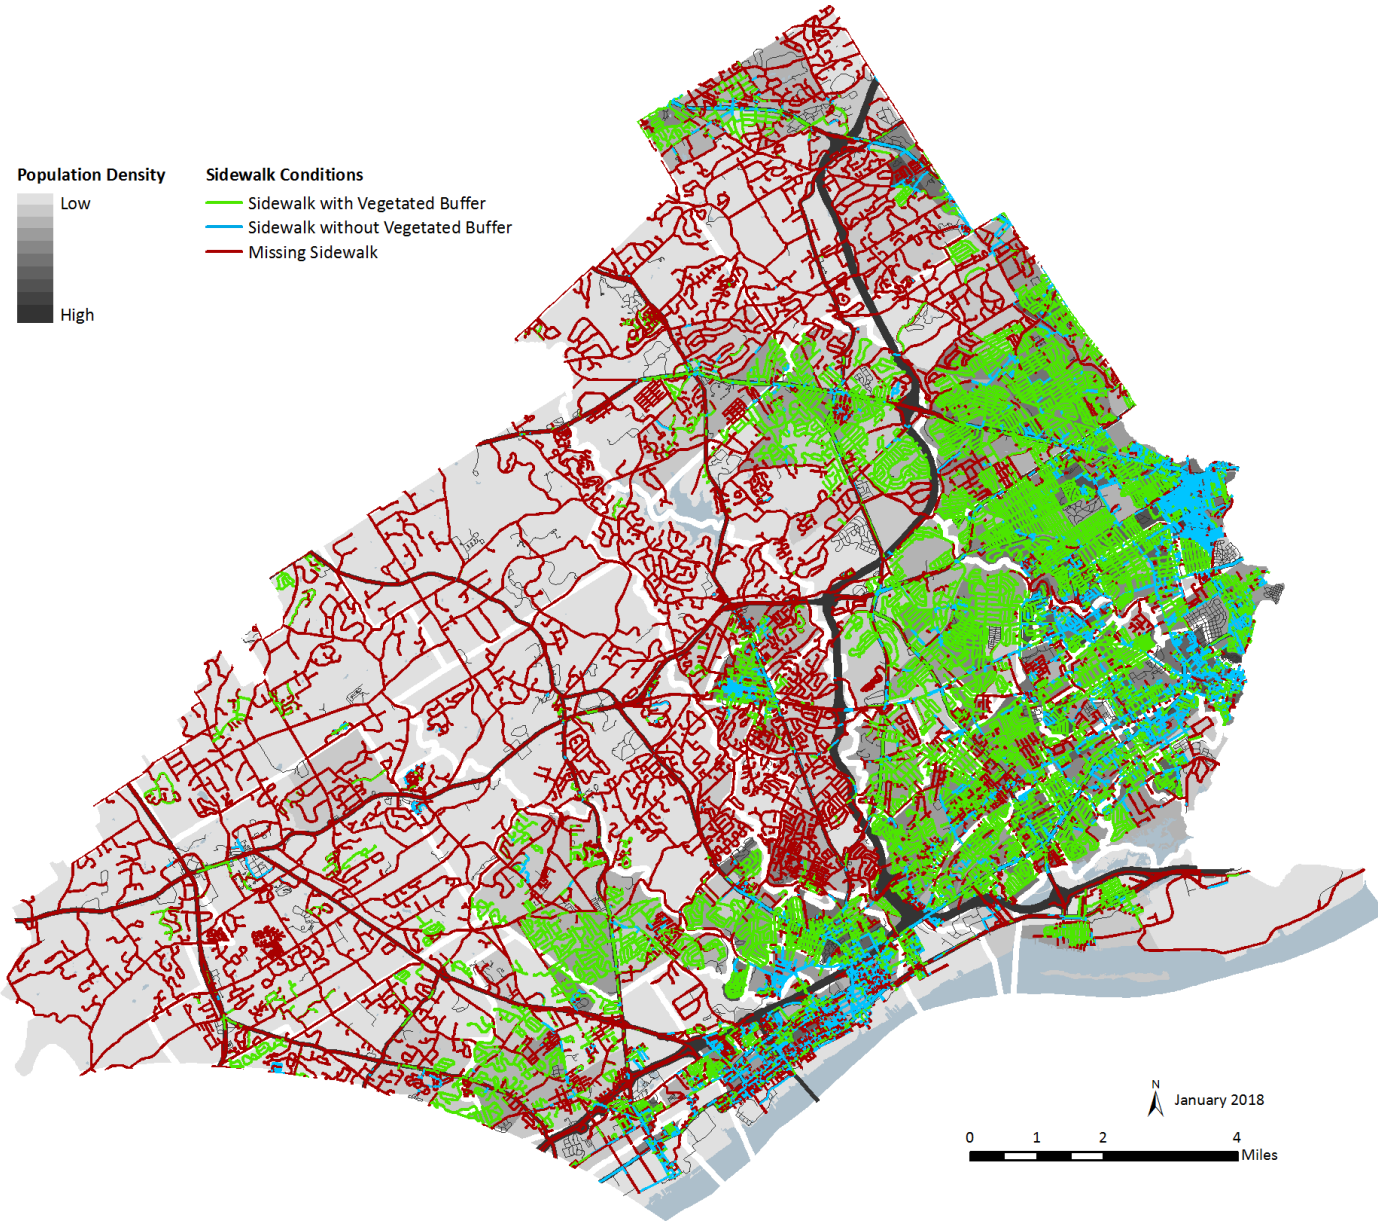 Population Density
Low
High
Sidewalk Conditions
Sidewalk with Vegetated Buffer
Sidewalk without Vegetated Buffer
Missing Sidewalk
N
January 2018
0 1 2 4
Miles